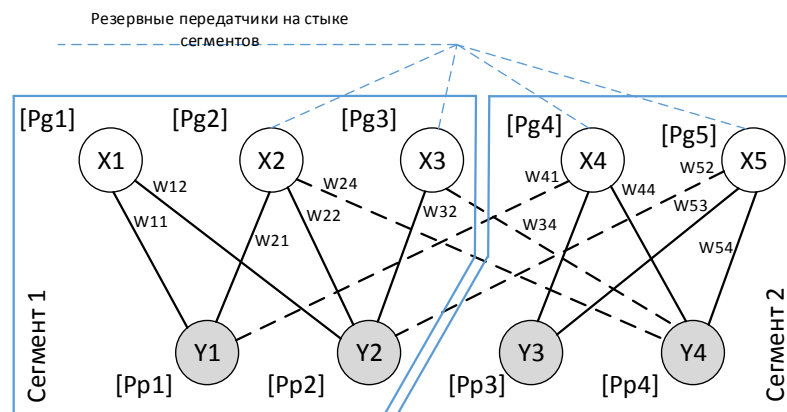 Резервные передатчики на стыке
сегментов
[Pg1] [Pg2] [Pg3] [Pg4] [Pg5]
X1 X2 X3 X4 X5
W12 W24 W41 W44 W52
W11 W21 W22 W32 W34 W53
W54
Сегмент 1
Сегмент 2
Y1 Y2 Y3 Y4
[Pp1] [Pp2] [Pp3] [Pp4]